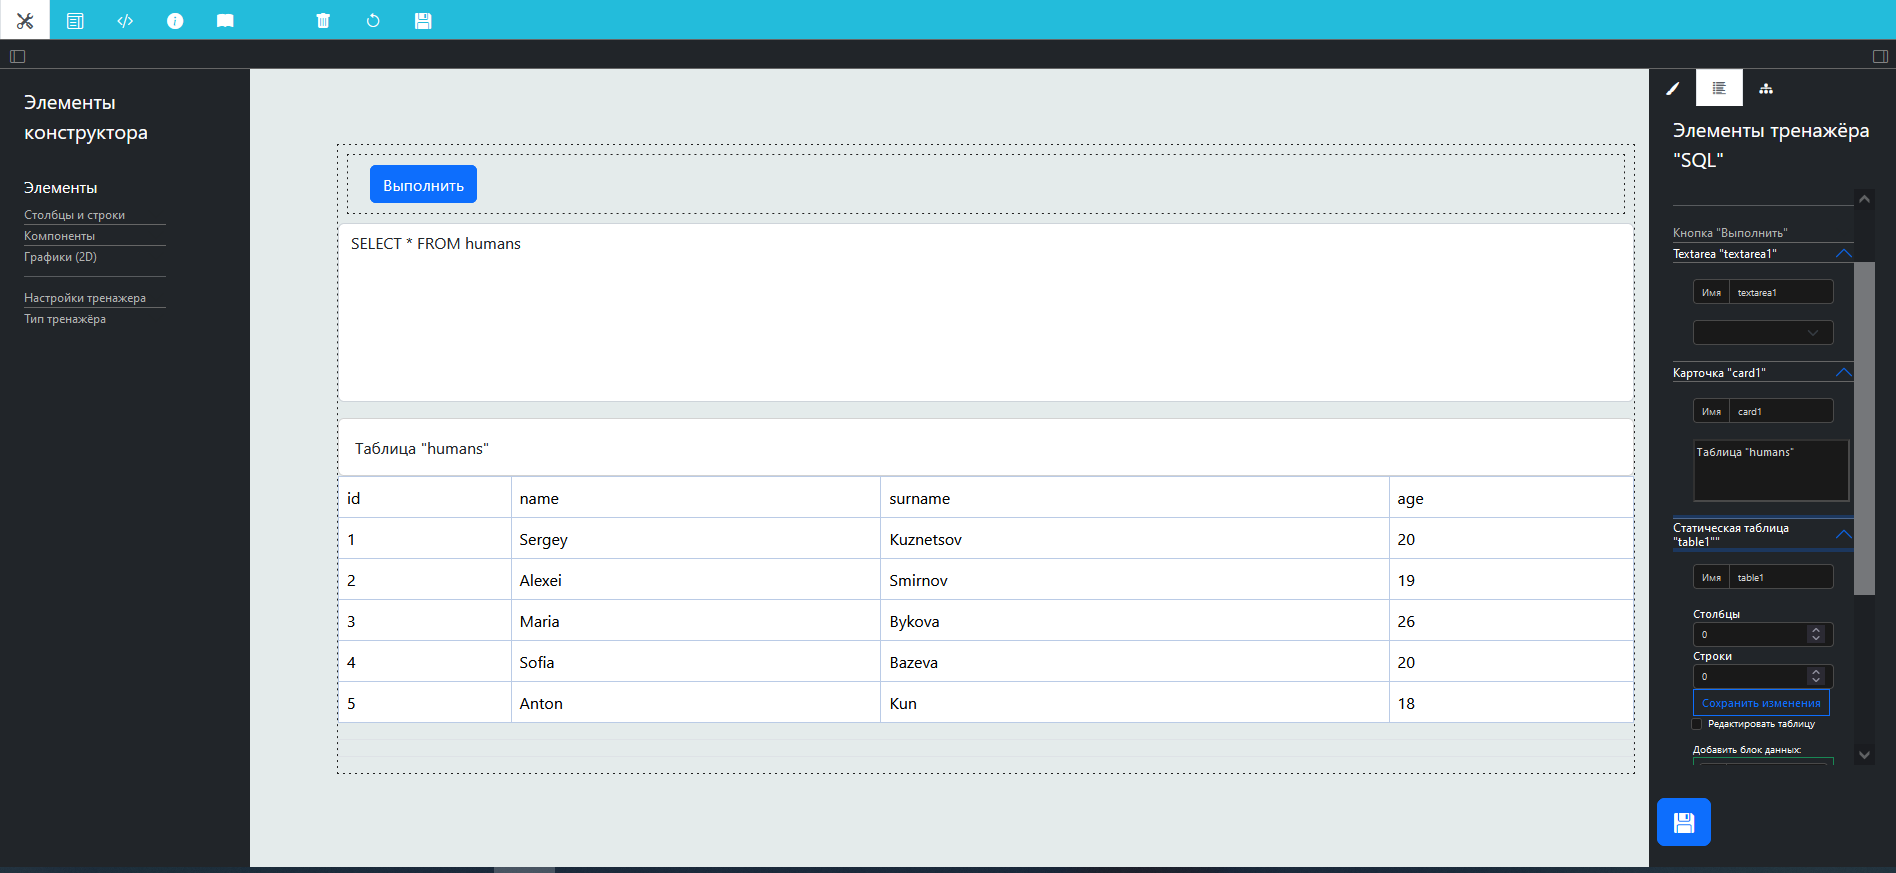 Элементы
конструктора
Элементы
Столбцы и строки
Компоненты
Графики (2D)
Настройки тренажера
Тип тренажёра
Выполнить
SELECT * FROM humans
Таблица "humans"
id name surname age
1 Sergey Kuznetsov 20
2 Alexei Smirnov 19
3 Maria Bykova 26
4 Sofia Bazeva 20
5 Anton Kun 18
Элементы тренажёра
"SQL"
Кнопка "Выполнить"
Textarea "textarea1"
Имя textarea1
Карточка "card1"
Имя card1
Таблица "humans"
Статическая таблица
"table1""
Имя table1
Столбцы
0
Строки
0
Сохранить изменения
Редактировать таблицу
Добавить блок данных: